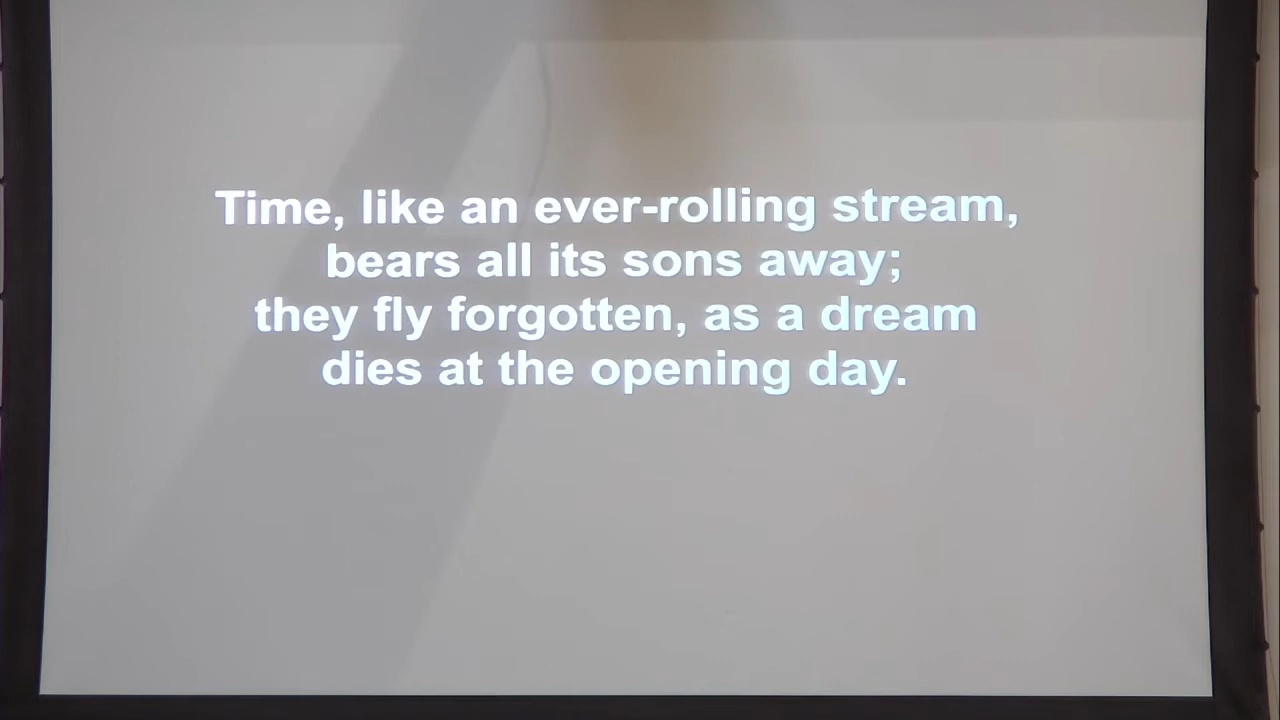 Time, like an ever-rolling stream,
bears all its sons away;
they fly forgotten, as a dream
dies at the opening day.